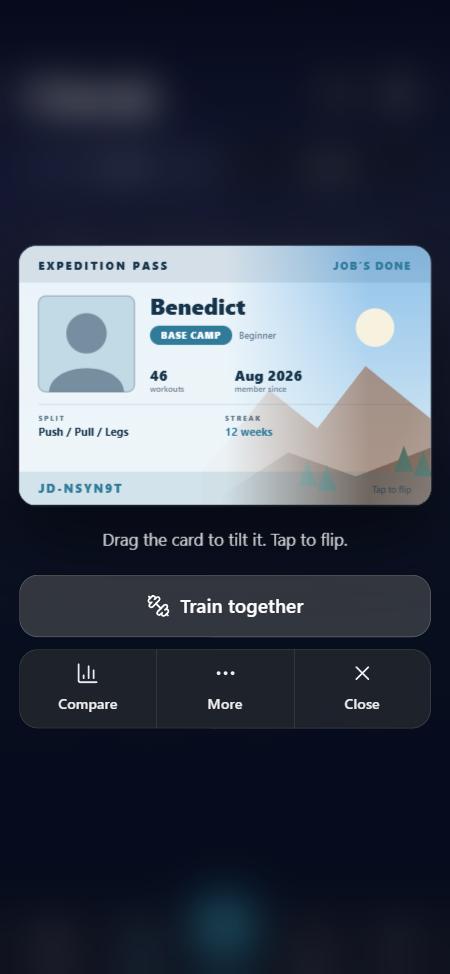 EXPEDITION PASS JOB'S DONE
Benedict
BASE CAMP Beginner
46 Aug 2026
workouts member since
SPLIT STREAK
Push / Pull / Legs 12 weeks
JD-NSYN9T Tap to flip
Drag the card to tilt it. Tap to flip.
Train together
Compare More Close